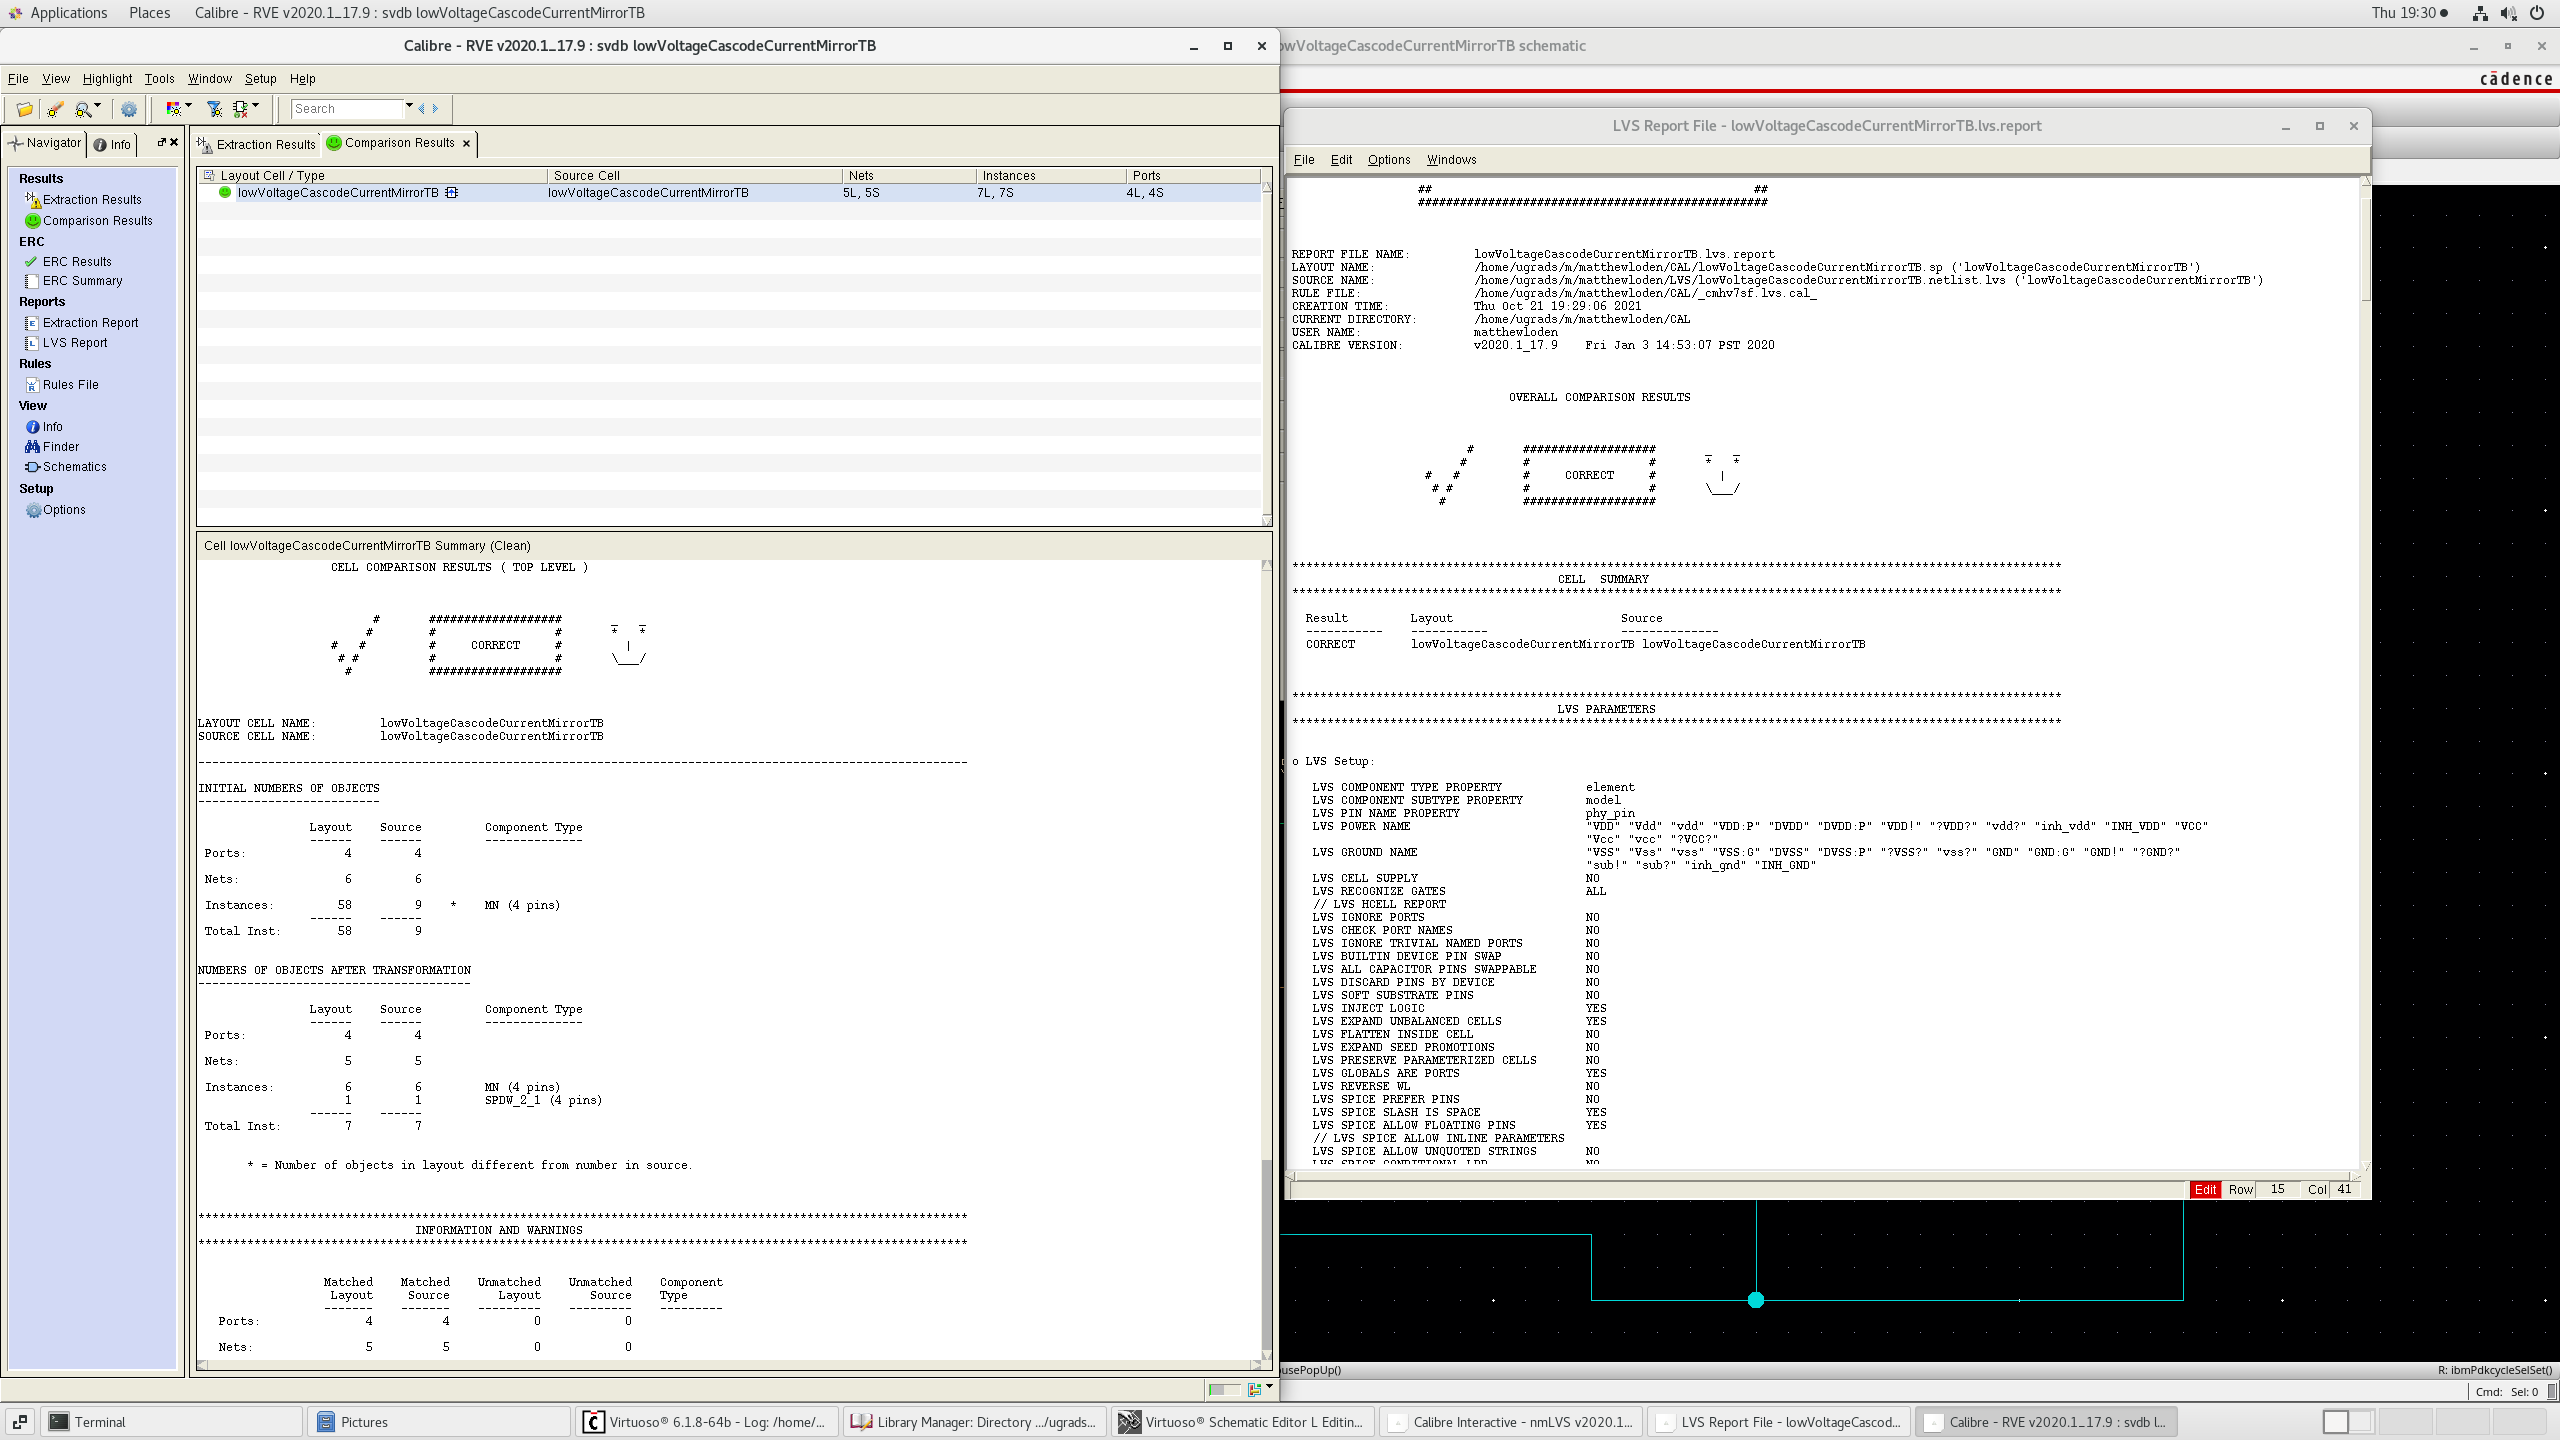 Applications Places Calibre - RVE v2020.1_17.9 : svdb lowVoltageCascodeCurrentMirrorTB Thu 19:30
Calibre - RVE v2020.1_17.9 : svdb lowVoltageCascodeCurrentMirrorTB
File View Highlight Tools Window Setup Help
Search
Navigator Info
Results
Extraction Results
Comparison Results
ERC
ERC Results
ERC Summary
Reports
Extraction Report
LVS Report
Rules
Rules File
View
Info
Finder
Schematics
Setup
Options
Extraction Results Comparison Results
Layout Cell / Type Source Cell Nets Instances Ports
lowVoltageCascodeCurrentMirrorTB lowVoltageCascodeCurrentMirrorTB 5L, 5S 7L, 7S 4L, 4S
Cell lowVoltageCascodeCurrentMirrorTB Summary (Clean)
CELL COMPARISON RESULTS ( TOP LEVEL )
# ################### _ _
# # # * *
# # # CORRECT # |
# # # # \___/
# ###################
LAYOUT CELL NAME: lowVoltageCascodeCurrentMirrorTB
SOURCE CELL NAME: lowVoltageCascodeCurrentMirrorTB
INITIAL NUMBERS OF OBJECTS
Layout Source Component Type
Ports: 4 4
Nets: 6 6
Instances: 58 9 * MN (4 pins)
Total Inst: 58 9
NUMBERS OF OBJECTS AFTER TRANSFORMATION
Layout Source Component Type
Ports: 4 4
Nets: 5 5
Instances: 6 6 MN (4 pins)
1 1 SPDW_2_1 (4 pins)
Total Inst: 7 7
* = Number of objects in layout different from number in source.
INFORMATION AND WARNINGS
Matched Matched Unmatched Unmatched Component
Layout Source Layout Source Type
Ports: 4 4 0 0
Nets: 5 5 0 0
owVoltageCascodeCurrentMirrorTB schematic
cādence
LVS Report File - lowVoltageCascodeCurrentMirrorTB.lvs.report
File Edit Options Windows
## ##
##################################################
REPORT FILE NAME: lowVoltageCascodeCurrentMirrorTB.lvs.report
LAYOUT NAME: /home/ugrads/m/matthewloden/CAL/lowVoltageCascodeCurrentMirrorTB.sp ('lowVoltageCascodeCurrentMirrorTB')
SOURCE NAME: /home/ugrads/m/matthewloden/LVS/lowVoltageCascodeCurrentMirrorTB.netlist.lvs ('lowVoltageCascodeCurrentMirrorTB')
RULE FILE: /home/ugrads/m/matthewloden/CAL/_cmhv7sf.lvs.cal_
CREATION TIME: Thu Oct 21 19:29:06 2021
CURRENT DIRECTORY: /home/ugrads/m/matthewloden/CAL
USER NAME: matthewloden
CALIBRE VERSION: v2020.1_17.9 Fri Jan 3 14:53:07 PST 2020
OVERALL COMPARISON RESULTS
# ################### _ _
# # # * *
# # # CORRECT # |
# # # # \___/
# ###################
CELL SUMMARY
Result Layout Source
CORRECT lowVoltageCascodeCurrentMirrorTB lowVoltageCascodeCurrentMirrorTB
LVS PARAMETERS
o LVS Setup:
LVS COMPONENT TYPE PROPERTY element
LVS COMPONENT SUBTYPE PROPERTY model
LVS PIN NAME PROPERTY phy_pin
LVS POWER NAME "VDD" "Vdd" "vdd" "VDD:P" "DVDD" "DVDD:P" "VDD!" "?VDD?" "vdd?" "inh_vdd" "INH_VDD" "VCC"
"Vcc" "vcc" "?VCC?"
LVS GROUND NAME "VSS" "Vss" "vss" "VSS:G" "DVSS" "DVSS:P" "?VSS?" "vss?" "GND" "GND:G" "GND!" "?GND?"
"sub!" "sub?" "inh_gnd" "INH_GND"
LVS CELL SUPPLY NO
LVS RECOGNIZE GATES ALL
// LVS HCELL REPORT
LVS IGNORE PORTS NO
LVS CHECK PORT NAMES NO
LVS IGNORE TRIVIAL NAMED PORTS NO
LVS BUILTIN DEVICE PIN SWAP NO
LVS ALL CAPACITOR PINS SWAPPABLE NO
LVS DISCARD PINS BY DEVICE NO
LVS SOFT SUBSTRATE PINS NO
LVS INJECT LOGIC YES
LVS EXPAND UNBALANCED CELLS YES
LVS FLATTEN INSIDE CELL NO
LVS EXPAND SEED PROMOTIONS NO
LVS PRESERVE PARAMETERIZED CELLS NO
LVS GLOBALS ARE PORTS YES
LVS REVERSE WL NO
LVS SPICE PREFER PINS NO
LVS SPICE SLASH IS SPACE YES
LVS SPICE ALLOW FLOATING PINS YES
// LVS SPICE ALLOW INLINE PARAMETERS
LVS SPICE ALLOW UNQUOTED STRINGS NO
LVS SPICE CONDITIONAL LDD NO
Edit Row 15 Col 41
usePopUp() R: ibmPdkcycleSelSet()
Cmd: Sel: 0
Terminal Pictures Virtuoso® 6.1.8-64b - Log: /home/... Library Manager: Directory .../ugrads... Virtuoso® Schematic Editor L Editin... Calibre Interactive - nmLVS v2020.1... LVS Report File - lowVoltageCascod... Calibre - RVE v2020.1_17.9 : svdb l...